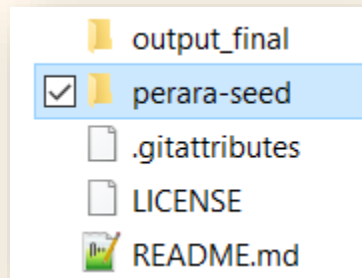 output_final
perara-seed
.gitattributes
LICENSE
README.md